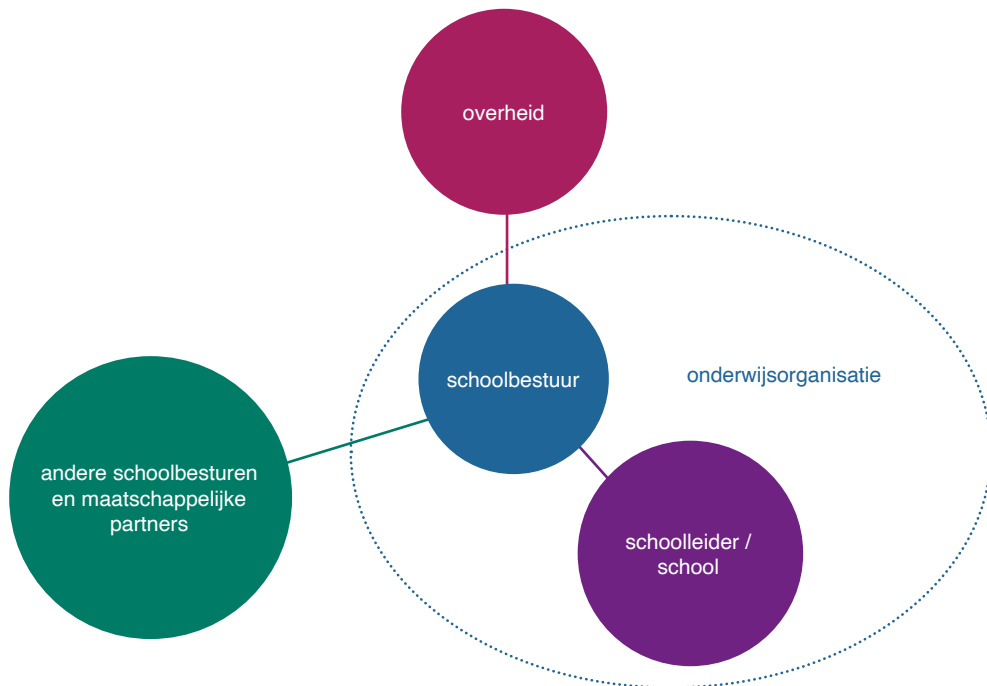 overheid
schoolbestuur
onderwijsorganisatie
andere schoolbesturen
en maatschappelijke
partners
schoolleider /
school